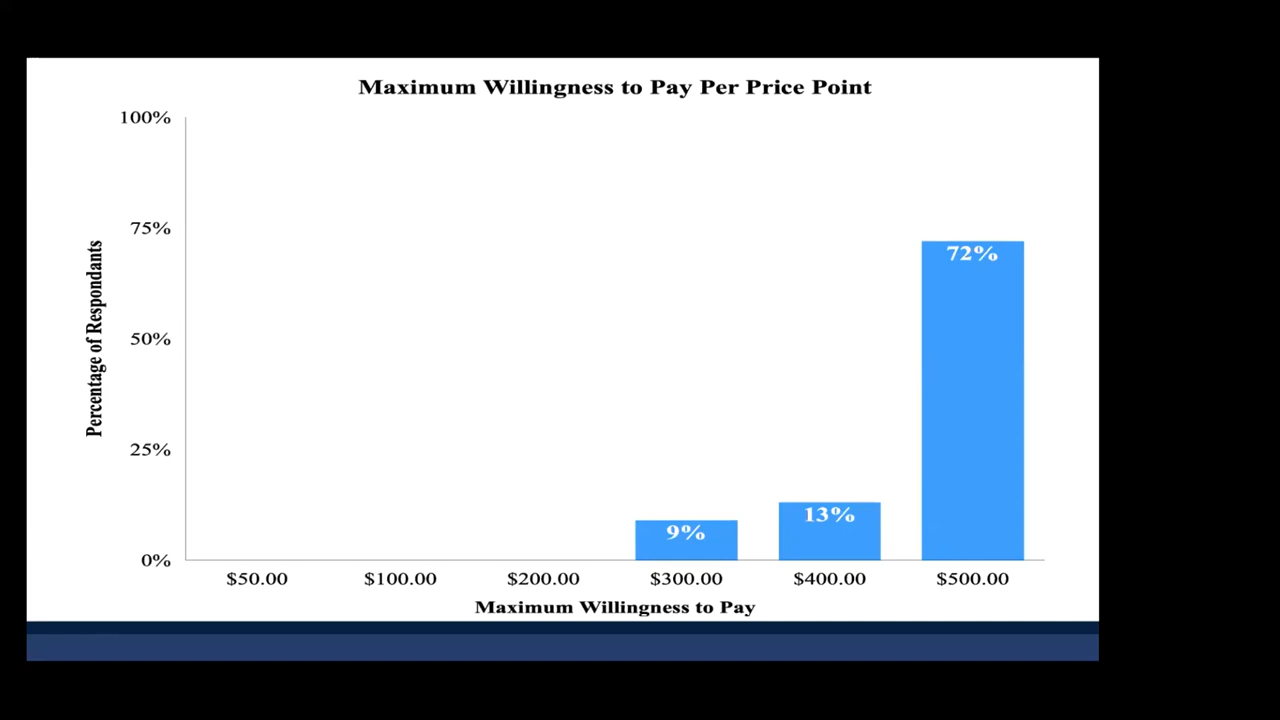 Maximum Willingness to Pay Per Price Point
100%
75%
50%
25%
0%
Percentage of Respondants
72%
13%
9%
$50.00 $100.00 $200.00 $300.00 $400.00 $500.00
Maximum Willingness to Pay